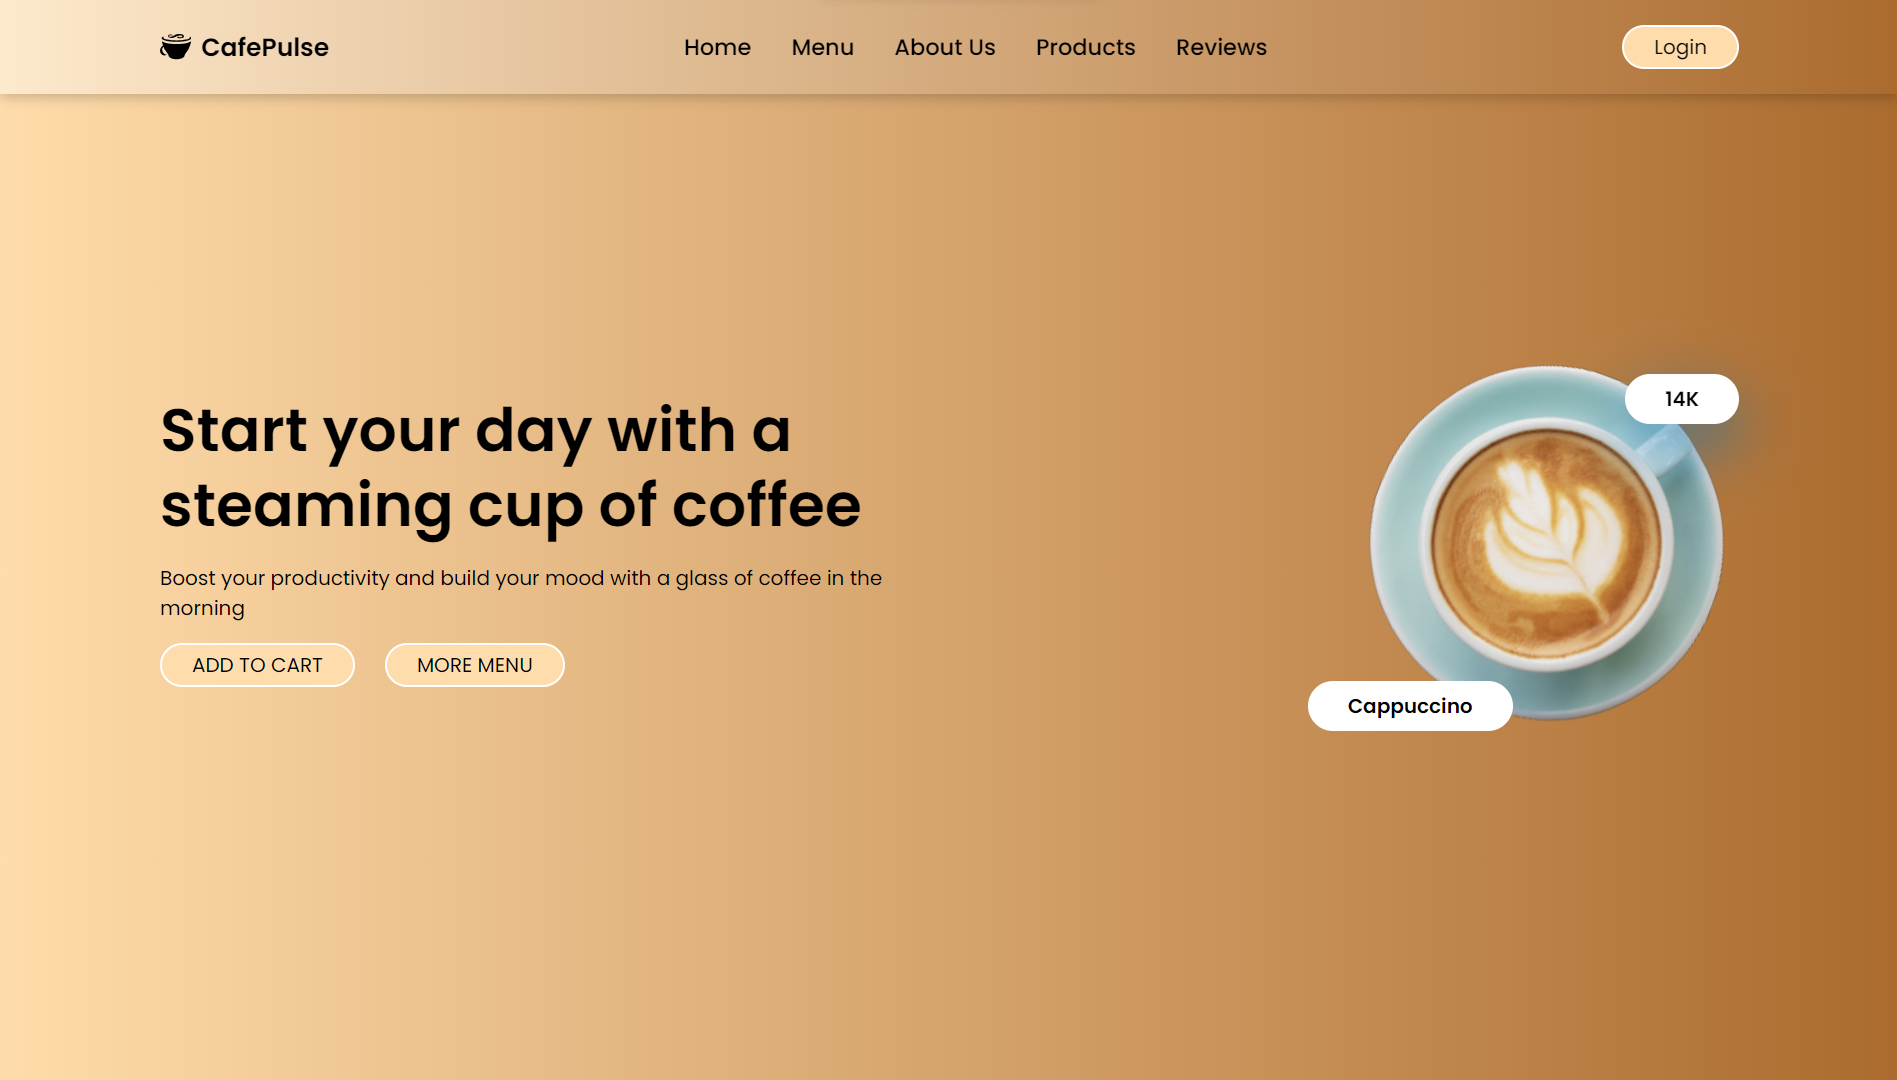 CafePulse
Home
Menu
About Us
Products
Reviews
Login
Start your day with a
steaming cup of coffee
Boost your productivity and build your mood with a glass of coffee in the
morning
ADD TO CART
MORE MENU
14K
Cappuccino